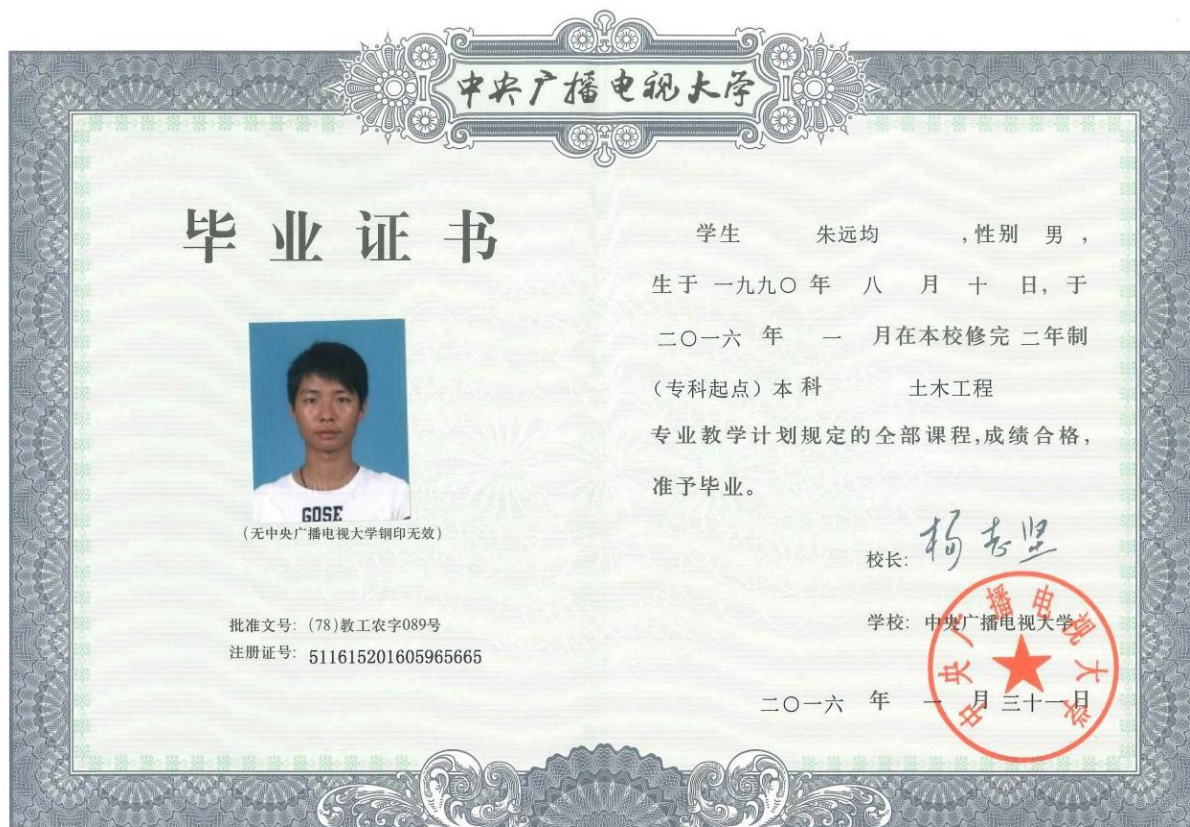 中央广播电视大学
毕业证书
GOSE
(无中央广播电视大学钢印无效)
批准文号: (78)教工农字089号
注册证号: 511615201605965665
学生 朱远均 ,性别 男 ,
生于 一九九〇 年 八 月 十 日, 于
二〇一六 年 一 月在本校修完 二年制
(专科起点) 本 科 土木工程
专业教学计划规定的全部课程,成绩合格,
准予毕业。
校长: 杨志坚
学校: 中央广播电视大学
中央广播电视大学
二〇一六 年 一 月 三十一 日